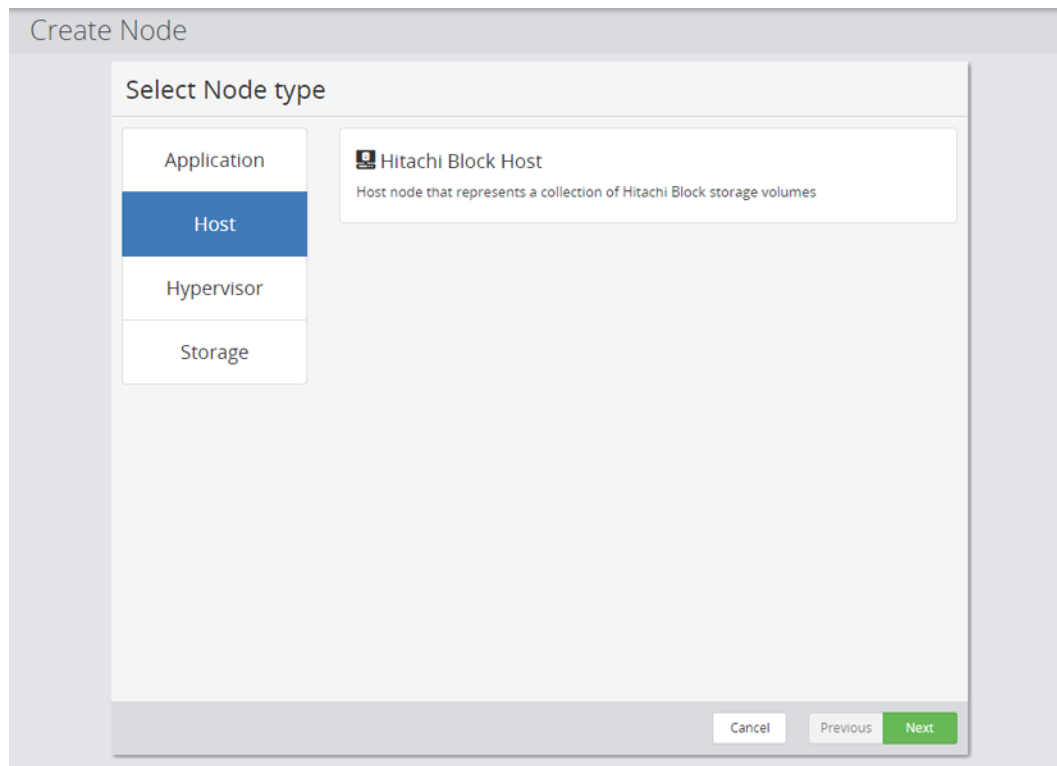 Create Node
Select Node type
Application
Host
Hypervisor
Storage
Hitachi Block Host
Host node that represents a collection of Hitachi Block storage volumes
Cancel
Previous
Next